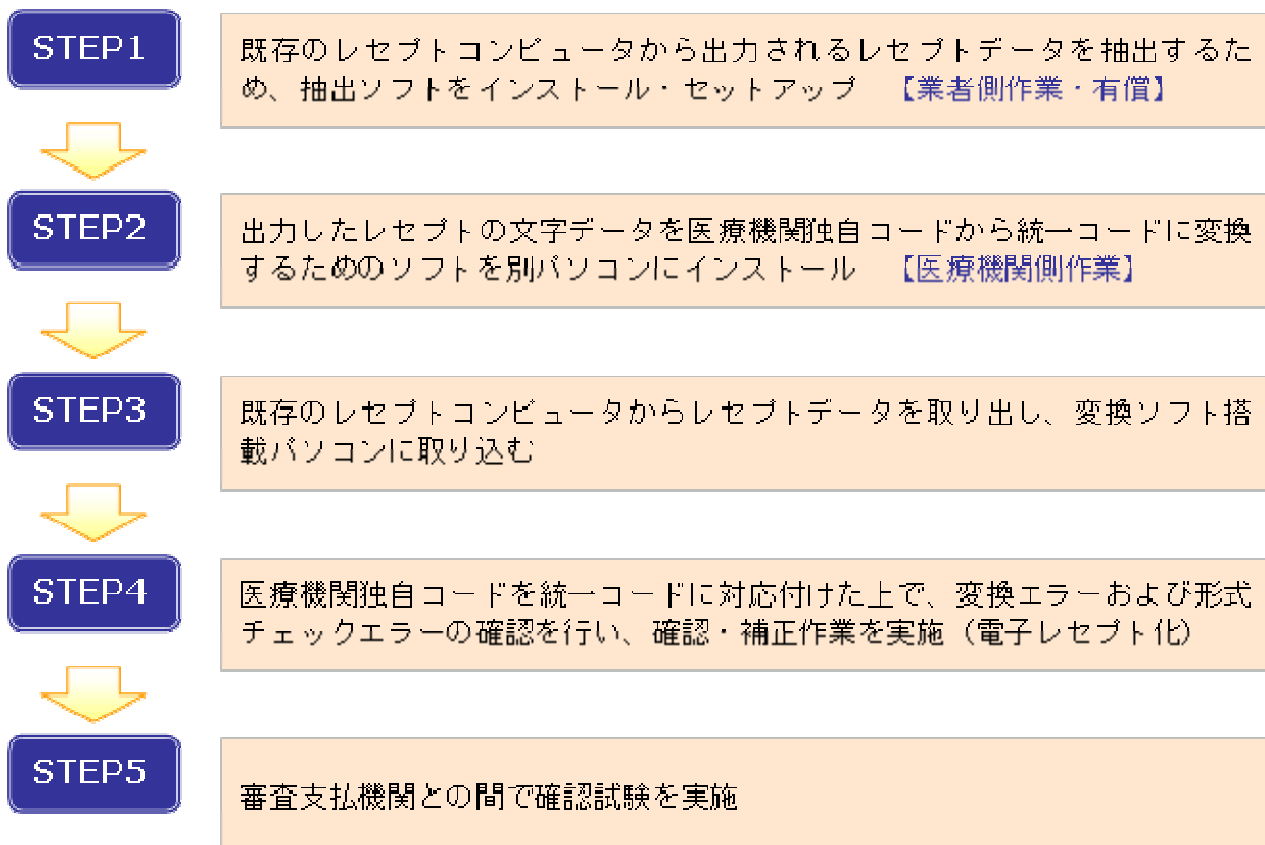 STEP1
既存のレセプトコンピュータから出力されるレセプトデータを抽出するた
め、抽出ソフトをインストール・セットアップ　【業者側作業・有償】
STEP2
出力したレセプトの文字データを医療機関独自コードから統一コードに変換
するためのソフトを別パソコンにインストール　【医療機関側作業】
STEP3
既存のレセプトコンピュータからレセプトデータを取り出し、変換ソフト搭
載パソコンに取り込む
STEP4
医療機関独自コードを統一コードに対応付けた上で、変換エラーおよび形式
チェックエラーの確認を行い、確認・補正作業を実施（電子レセプト化）
STEP5
審査支払機関との間で確認試験を実施